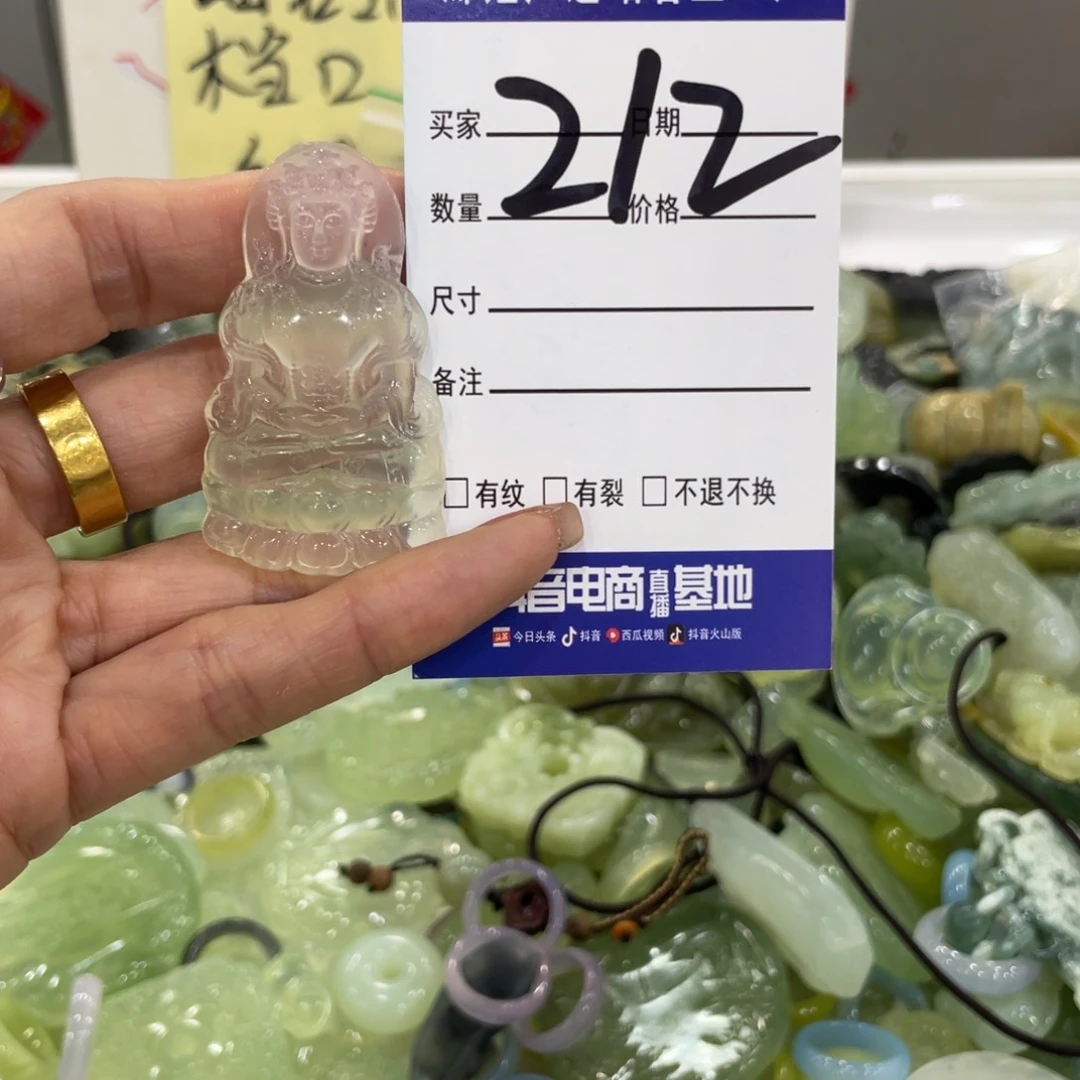 木档口
212
买家 日期
数量 价格
尺寸
备注
□有纹 □有裂 □不退不换
音电商直播基地
今日头条 抖音 西瓜视频 抖音火山版